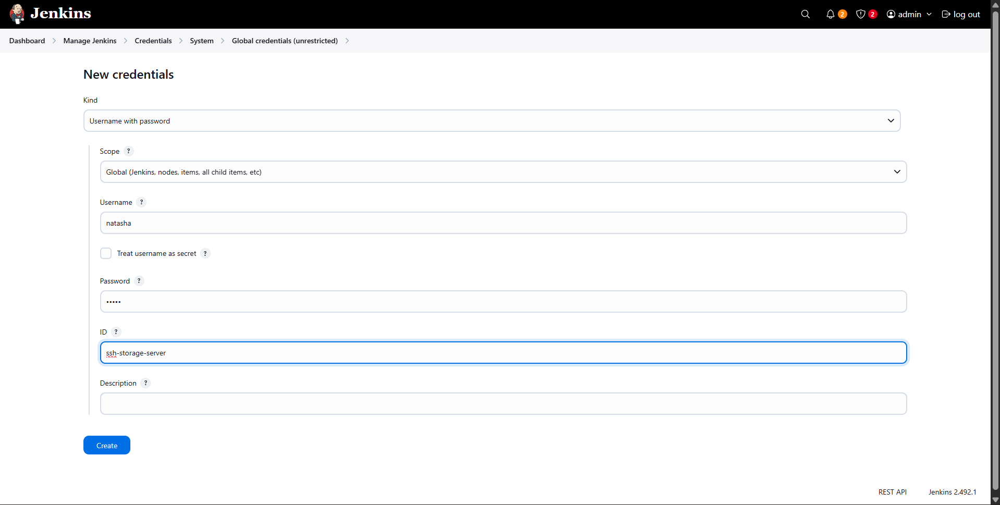 Jenkins 2 2 admin log out
Dashboard Manage Jenkins Credentials System Global credentials (unrestricted)
New credentials
Kind
Username with password
Scope ?
Global (Jenkins, nodes, items, all child items, etc)
Username ?
natasha
Treat username as secret ?
Password ?
•••••
ID ?
ssh-storage-server
Description ?
Create
REST API Jenkins 2.492.1